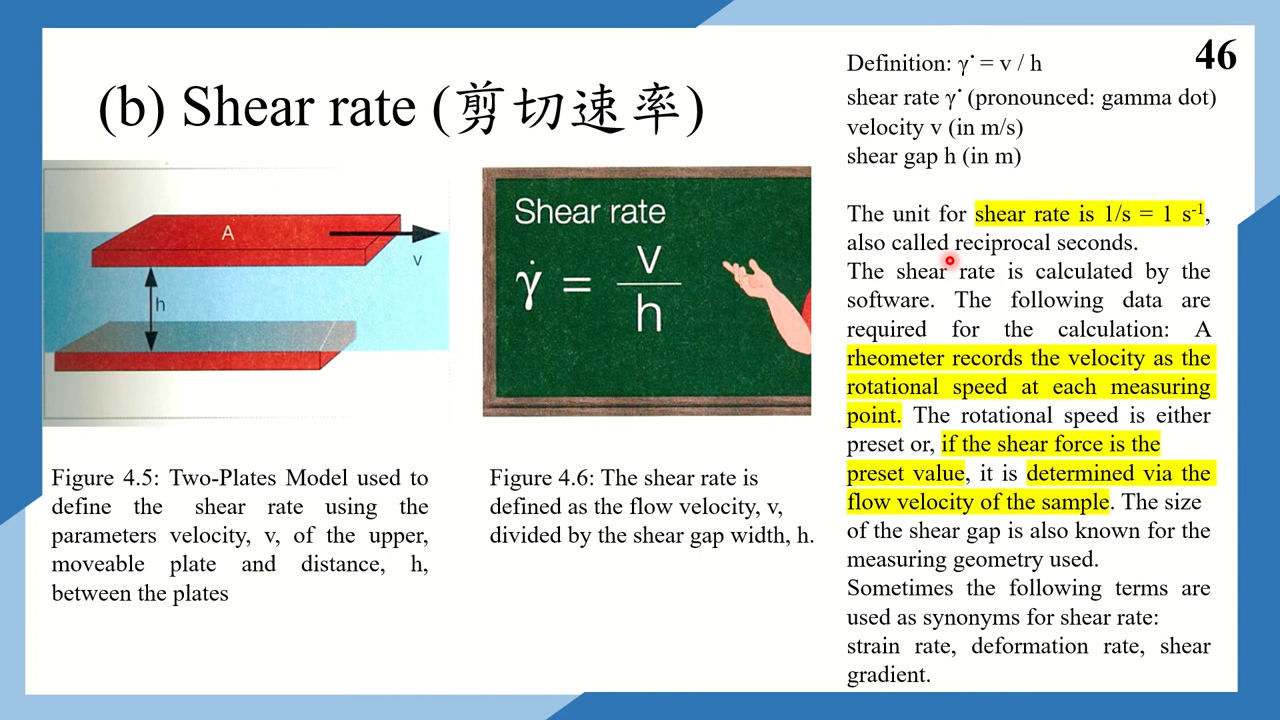 46
(b) Shear rate (剪切速率)
A
v
h
Shear rate
γ̇ = v / h
Figure 4.5: Two-Plates Model used to
define the shear rate using the
parameters velocity, v, of the upper,
moveable plate and distance, h,
between the plates
Figure 4.6: The shear rate is
defined as the flow velocity, v,
divided by the shear gap width, h.
Definition: γ˙ = v / h
shear rate γ˙ (pronounced: gamma dot)
velocity v (in m/s)
shear gap h (in m)
The unit for shear rate is 1/s = 1 s⁻¹,
also called reciprocal seconds.
The shear rate is calculated by the
software. The following data are
required for the calculation: A
rheometer records the velocity as the
rotational speed at each measuring
point. The rotational speed is either
preset or, if the shear force is the
preset value, it is determined via the
flow velocity of the sample. The size
of the shear gap is also known for the
measuring geometry used.
Sometimes the following terms are
used as synonyms for shear rate:
strain rate, deformation rate, shear
gradient.